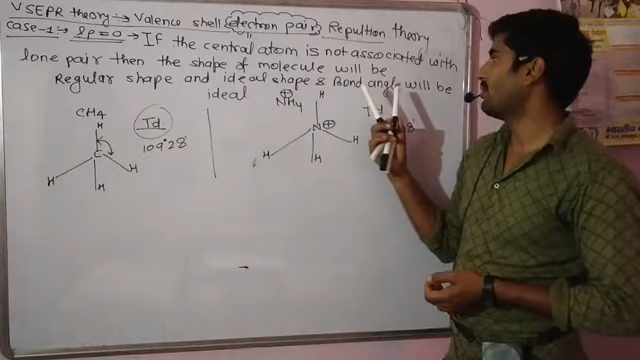 VSEPR theory → Valence shell electron pair Repultion theory
Case-1 → lp = 0 → If the central atom is not associated with
lone pair then the shape of molecule will be
Regular shape and ideal shape & Bond angle will be
ideal
CH4
H
C
H
H
H
Td
109°28'
⊕
NH4
H
N⊕
H
H
H
8'